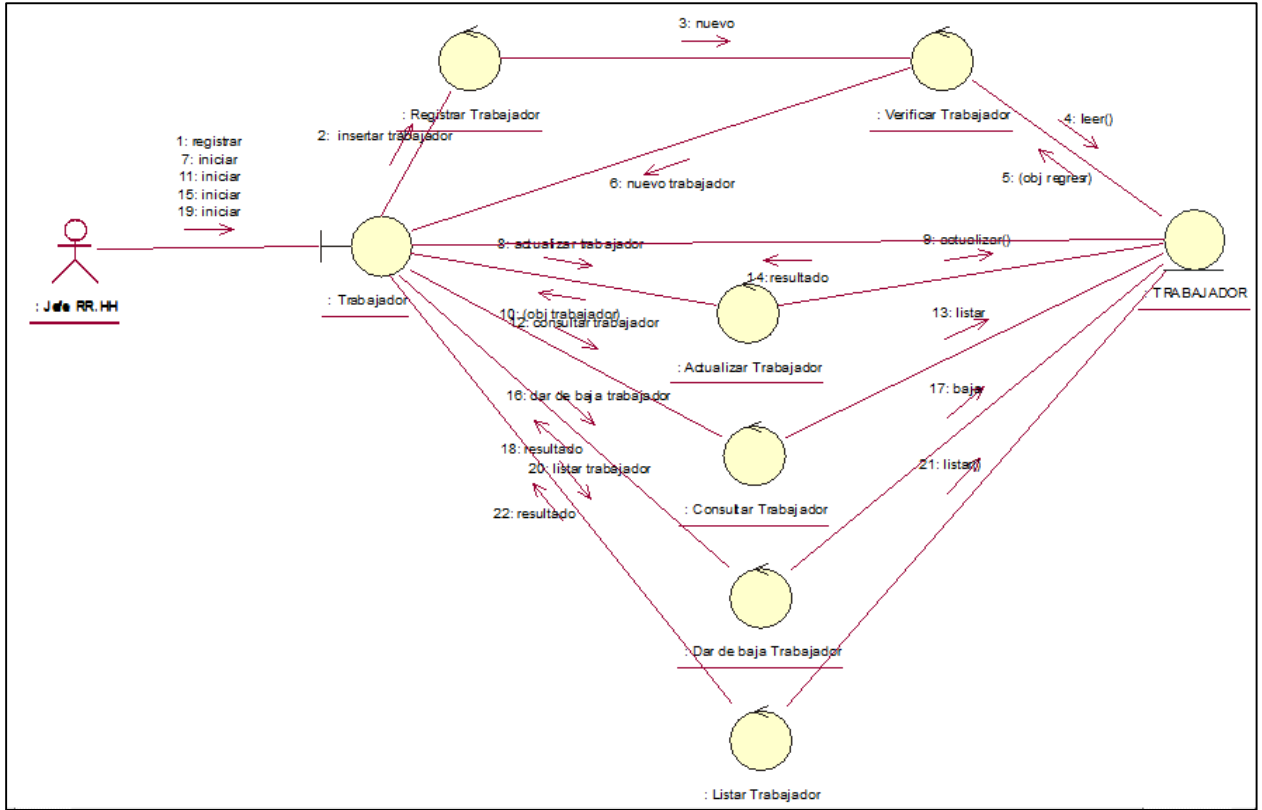 3: nuevo
: Registrar Trabajador
: Verificar Trabajador
4: leer()
2: insertar trabajador
1: registrar
7: iniciar
11: iniciar
15: iniciar
19: iniciar
6: nuevo trabajador
5: (obj regresr)
8: actualizar trabajador
9: actualizar()
14:resultado
: Jefe RR.HH
: Trabajador
: TRABAJADOR
10: (obj trabajador)
12: consultar trabajador
13: listar
: Actualizar Trabajador
16: dar de baja trabajador
17: bajar
18: resultado
20: listar trabajador
21: listar()
22: resultado
: Consultar Trabajador
: Dar de baja Trabajador
: Listar Trabajador